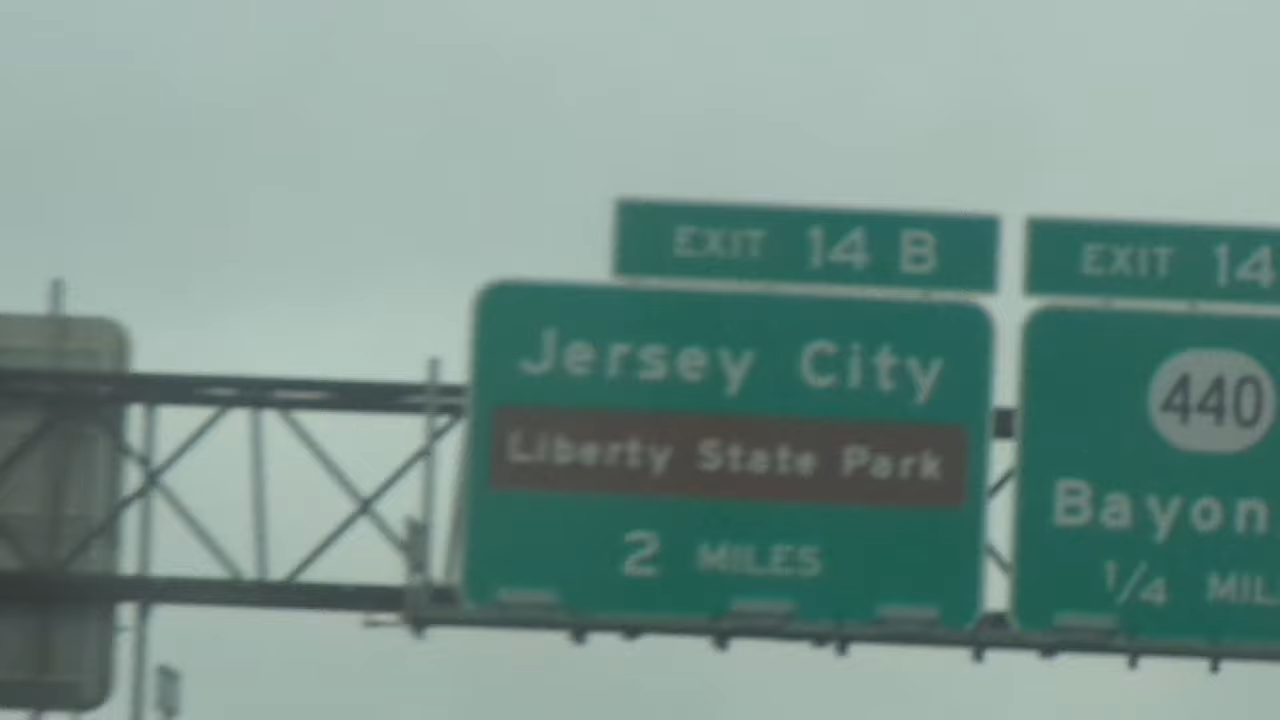 EXIT 14 B
Jersey City
Liberty State Park
2 MILES
EXIT 14
440
Bayon
1/4 MIL